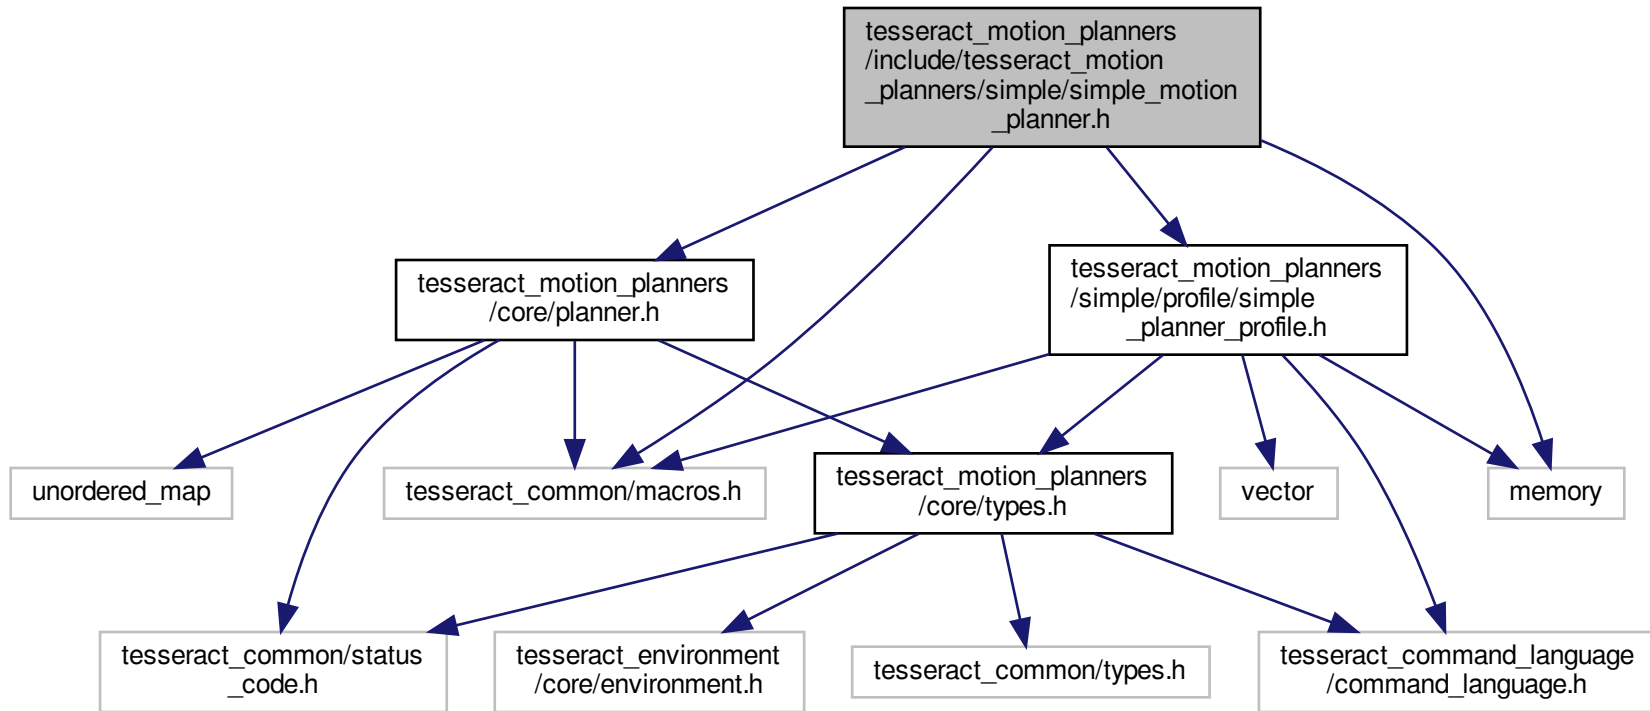 tesseract_motion_planners
/include/tesseract_motion
_planners/simple/simple_motion
_planner.h
tesseract_motion_planners
/core/planner.h
tesseract_motion_planners
/simple/profile/simple
_planner_profile.h
unordered_map
tesseract_common/macros.h
tesseract_motion_planners
/core/types.h
vector
memory
tesseract_common/status
_code.h
tesseract_environment
/core/environment.h
tesseract_common/types.h
tesseract_command_language
/command_language.h